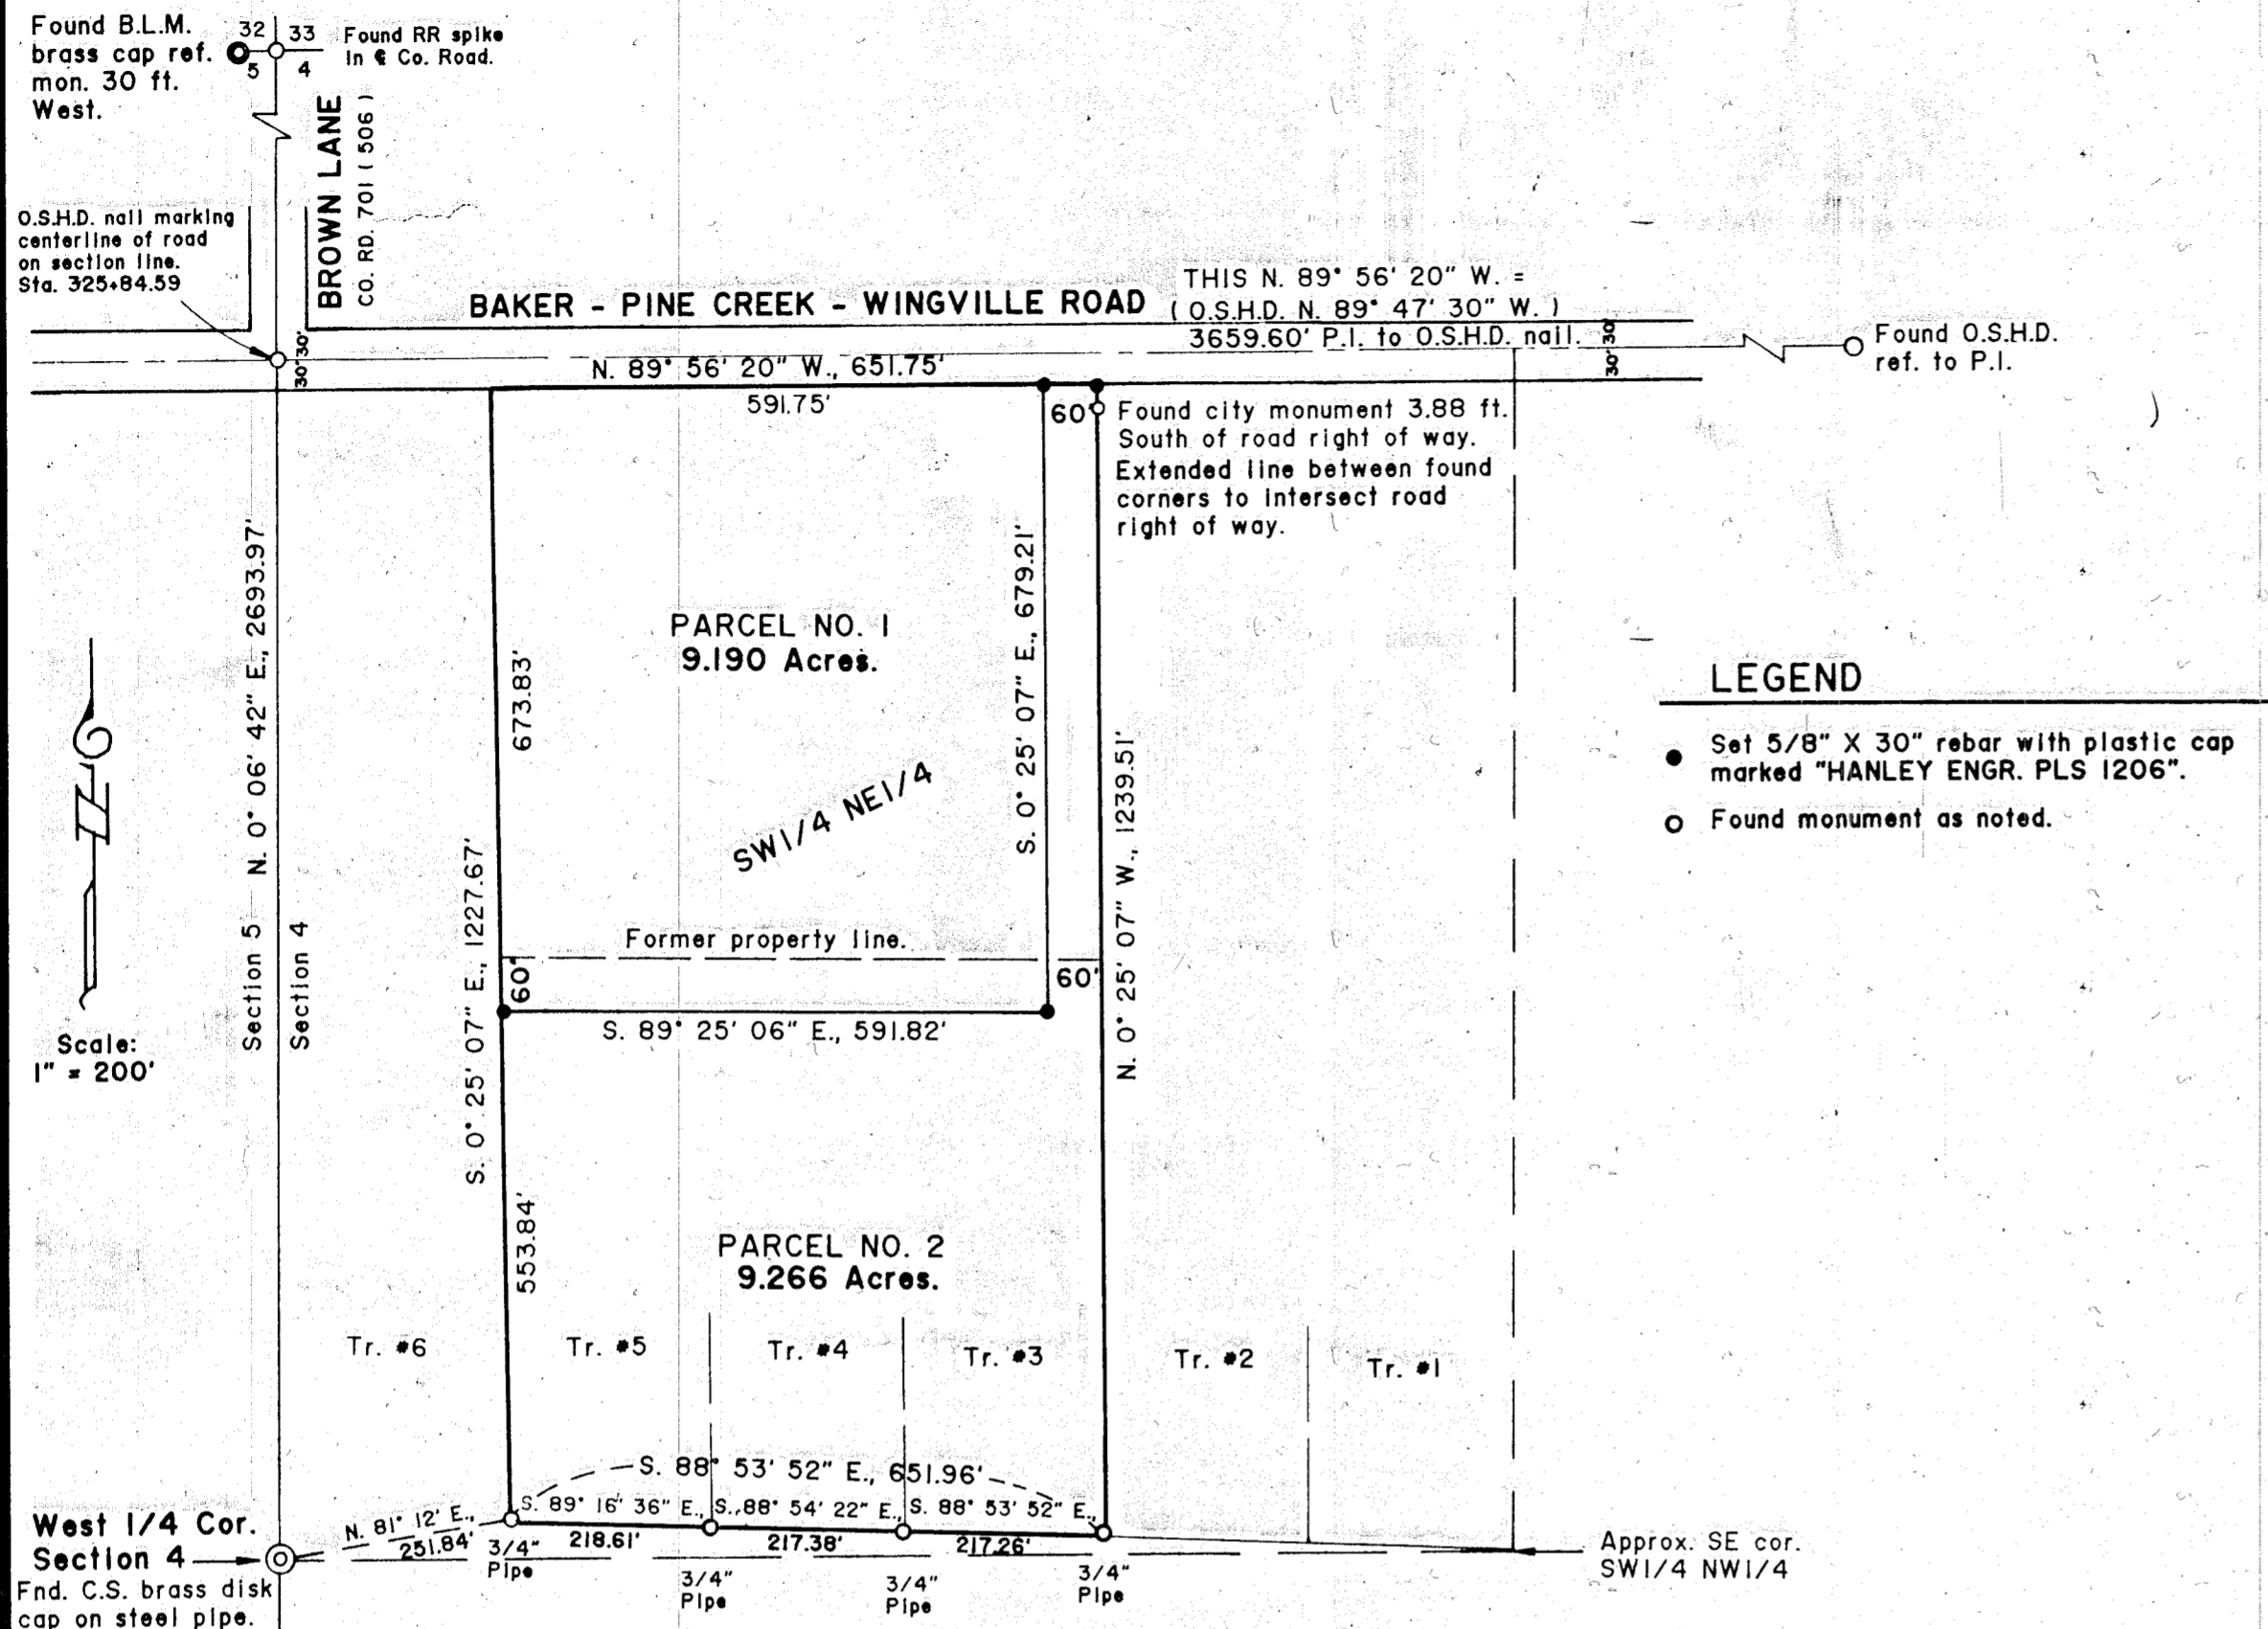 Found B.L.M.
brass cap ref.
mon. 30 ft.
West.
32 33
5 4
Found RR spike
In ℄ Co. Road.
BROWN LANE
CO. RD. 701 ( 506 )
O.S.H.D. nail marking
centerline of road
on section line.
Sta. 325+84.59
BAKER - PINE CREEK - WINGVILLE ROAD
THIS N. 89° 56' 20" W. =
( O.S.H.D. N. 89° 47' 30" W. )
3659.60' P.I. to O.S.H.D. nail.
30' 30'
30' 30'
Found O.S.H.D.
ref. to P.I.
N. 89° 56' 20" W., 651.75'
591.75'
60'
Found city monument 3.88 ft.
South of road right of way.
Extended line between found
corners to intersect road
right of way.
Section 5 N. 0° 06' 42" E., 2693.97'
Section 4
S. 0° 25' 07" E., 1227.67'
673.83'
PARCEL NO. 1
9.190 Acres.
SW1/4 NE1/4
S. 0° 25' 07" E., 679.21'
N. 0° 25' 07" W., 1239.51'
LEGEND
Set 5/8" X 30" rebar with plastic cap
marked "HANLEY ENGR. PLS 1206".
Found monument as noted.
Former property line.
60'
60'
S. 89° 25' 06" E., 591.82'
N
Scale:
1" = 200'
553.84'
PARCEL NO. 2
9.266 Acres.
Tr. #6
Tr. #5
Tr. #4
Tr. #3
Tr. #2
Tr. #1
S. 88° 53' 52" E., 651.96'
S. 89° 16' 36" E., S. 88° 54' 22" E., S. 88° 53' 52" E.,
218.61' 217.38' 217.26'
N. 81° 12' E.,
251.84'
West 1/4 Cor.
Section 4
Fnd. C.S. brass disk
cap on steel pipe.
3/4"
Pipe
3/4"
Pipe
3/4"
Pipe
3/4"
Pipe
Approx. SE cor.
SW1/4 NW1/4